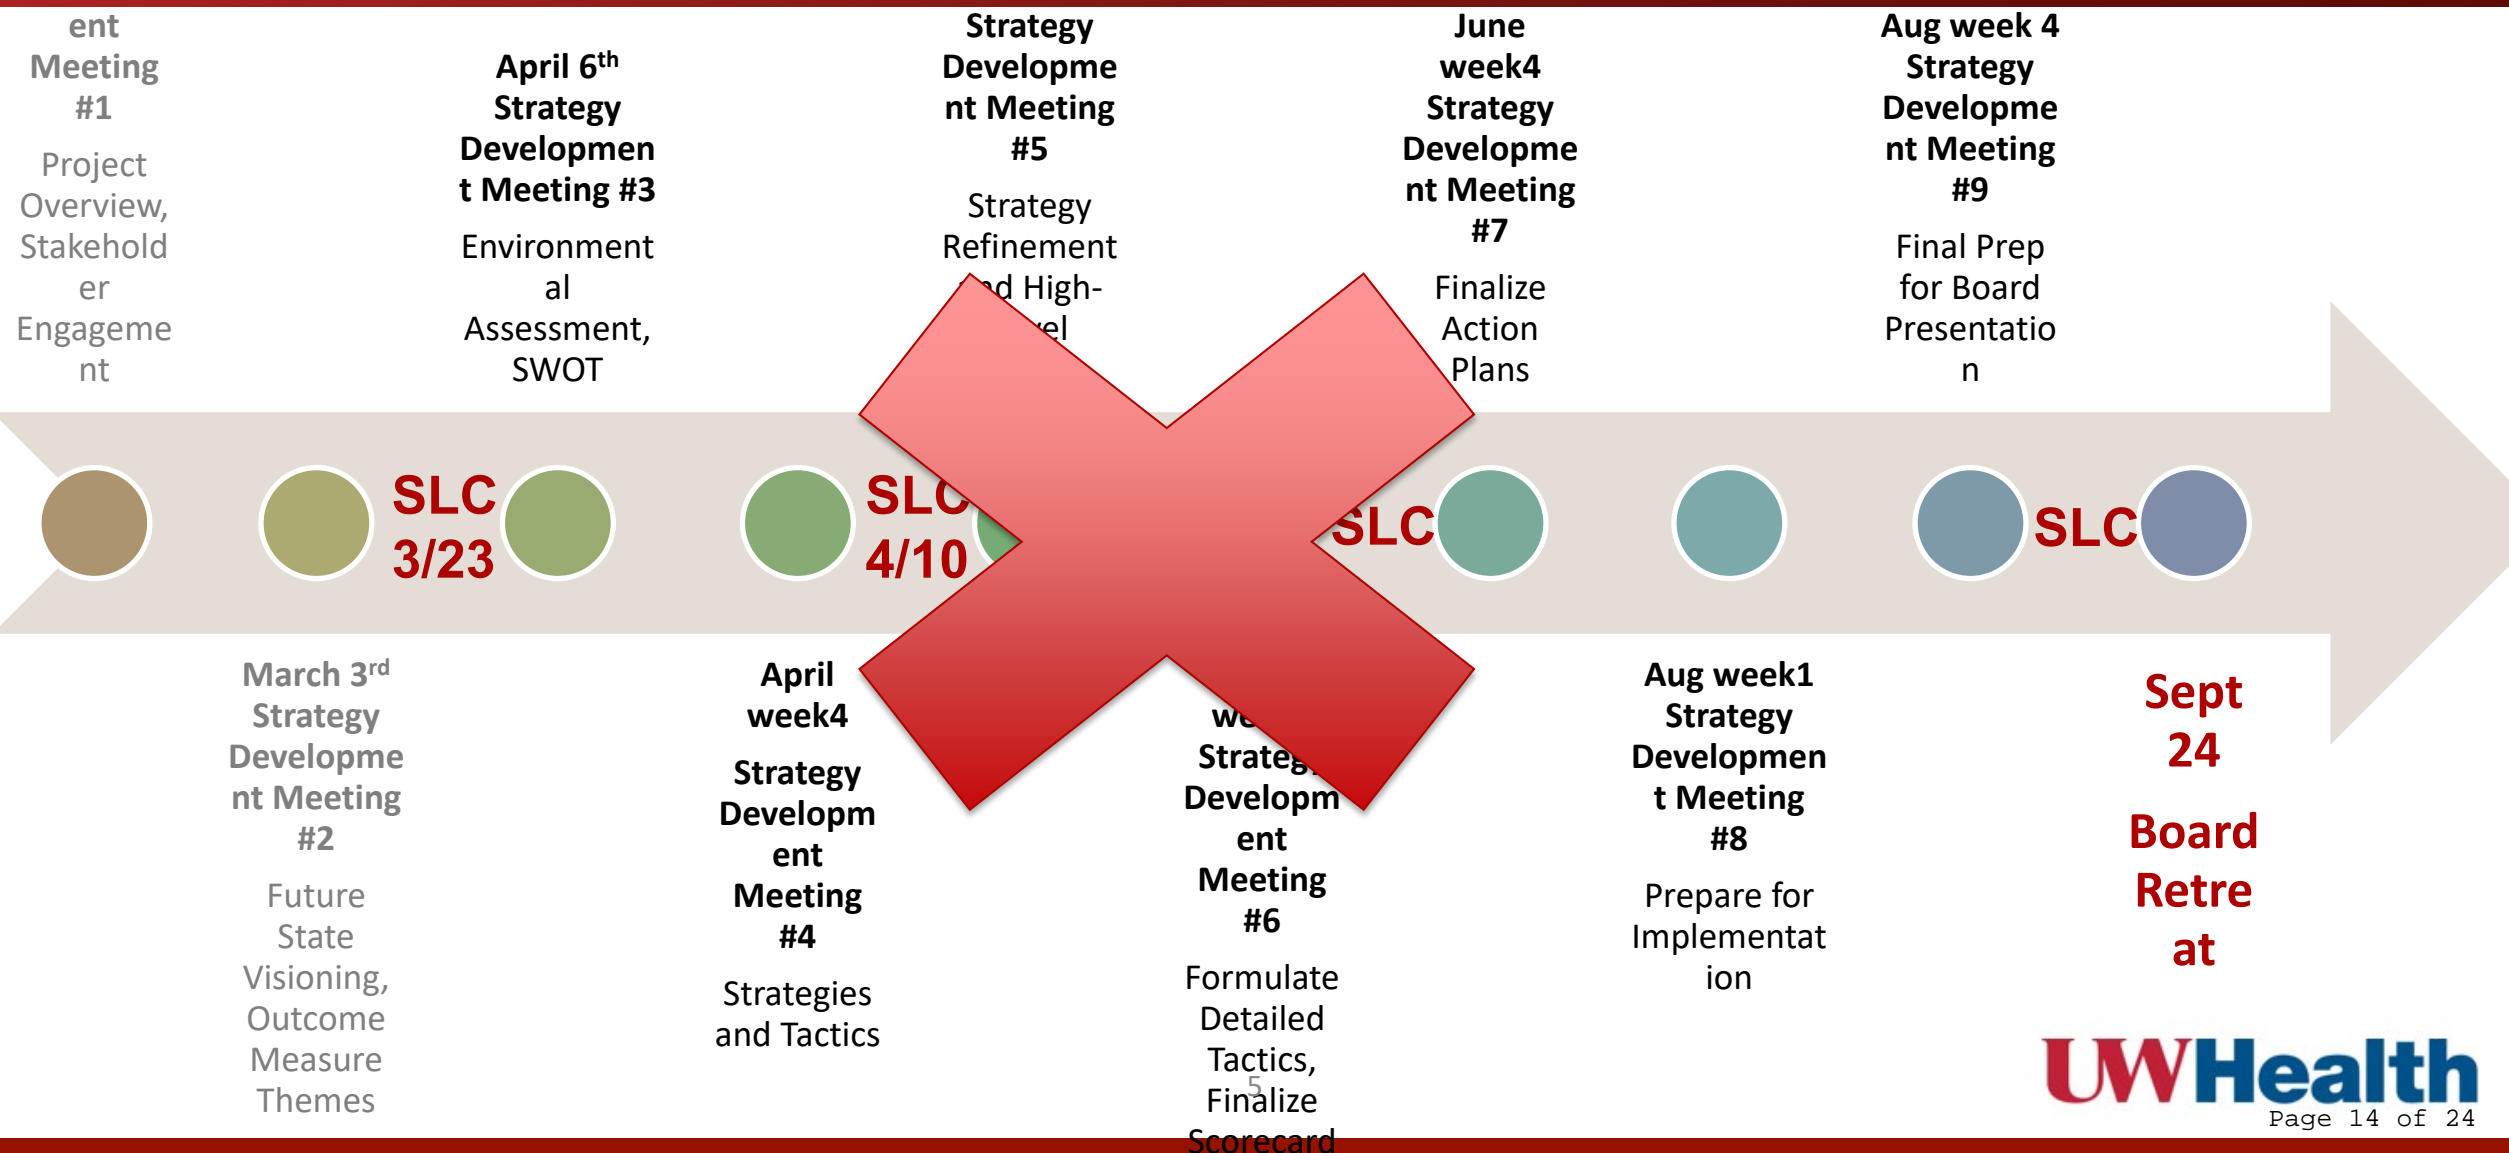 ent
Meeting
#1
Project
Overview,
Stakehold
er
Engageme
nt
April 6th
Strategy
Developmen
t Meeting #3
Environment
al
Assessment,
SWOT
Strategy
Developme
nt Meeting
#5
Strategy
Refinement
High-
June
week4
Strategy
Developme
nt Meeting
#7
Finalize
Action
Plans
Aug week 4
Strategy
Developme
nt Meeting
#9
Final Prep
for Board
Presentatio
n
SLC
3/23
SLC
4/10
SLC
SLC
March 3rd
Strategy
Developme
nt Meeting
#2
Future
State
Visioning,
Outcome
Measure
Themes
April
week4
Strategy
Developm
ent
Meeting
#4
Strategies
and Tactics
Strategy
Developm
ent
Meeting
#6
Formulate
Detailed
Tactics,
Finalize
Scorecard
5
Aug week1
Strategy
Developmen
t Meeting
#8
Prepare for
Implementat
ion
Sept
24
Board
Retre
at
UWHealth
Page 14 of 24